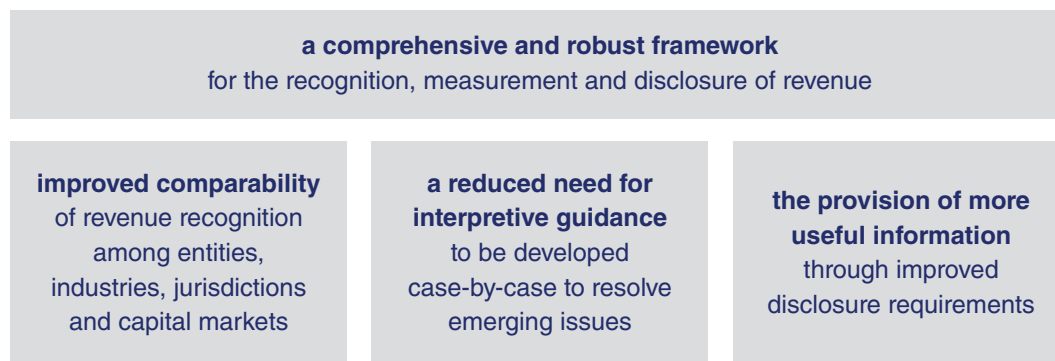 a comprehensive and robust framework
for the recognition, measurement and disclosure of revenue
improved comparability
of revenue recognition
among entities,
industries, jurisdictions
and capital markets
a reduced need for
interpretive guidance
to be developed
case-by-case to resolve
emerging issues
the provision of more
useful information
through improved
disclosure requirements